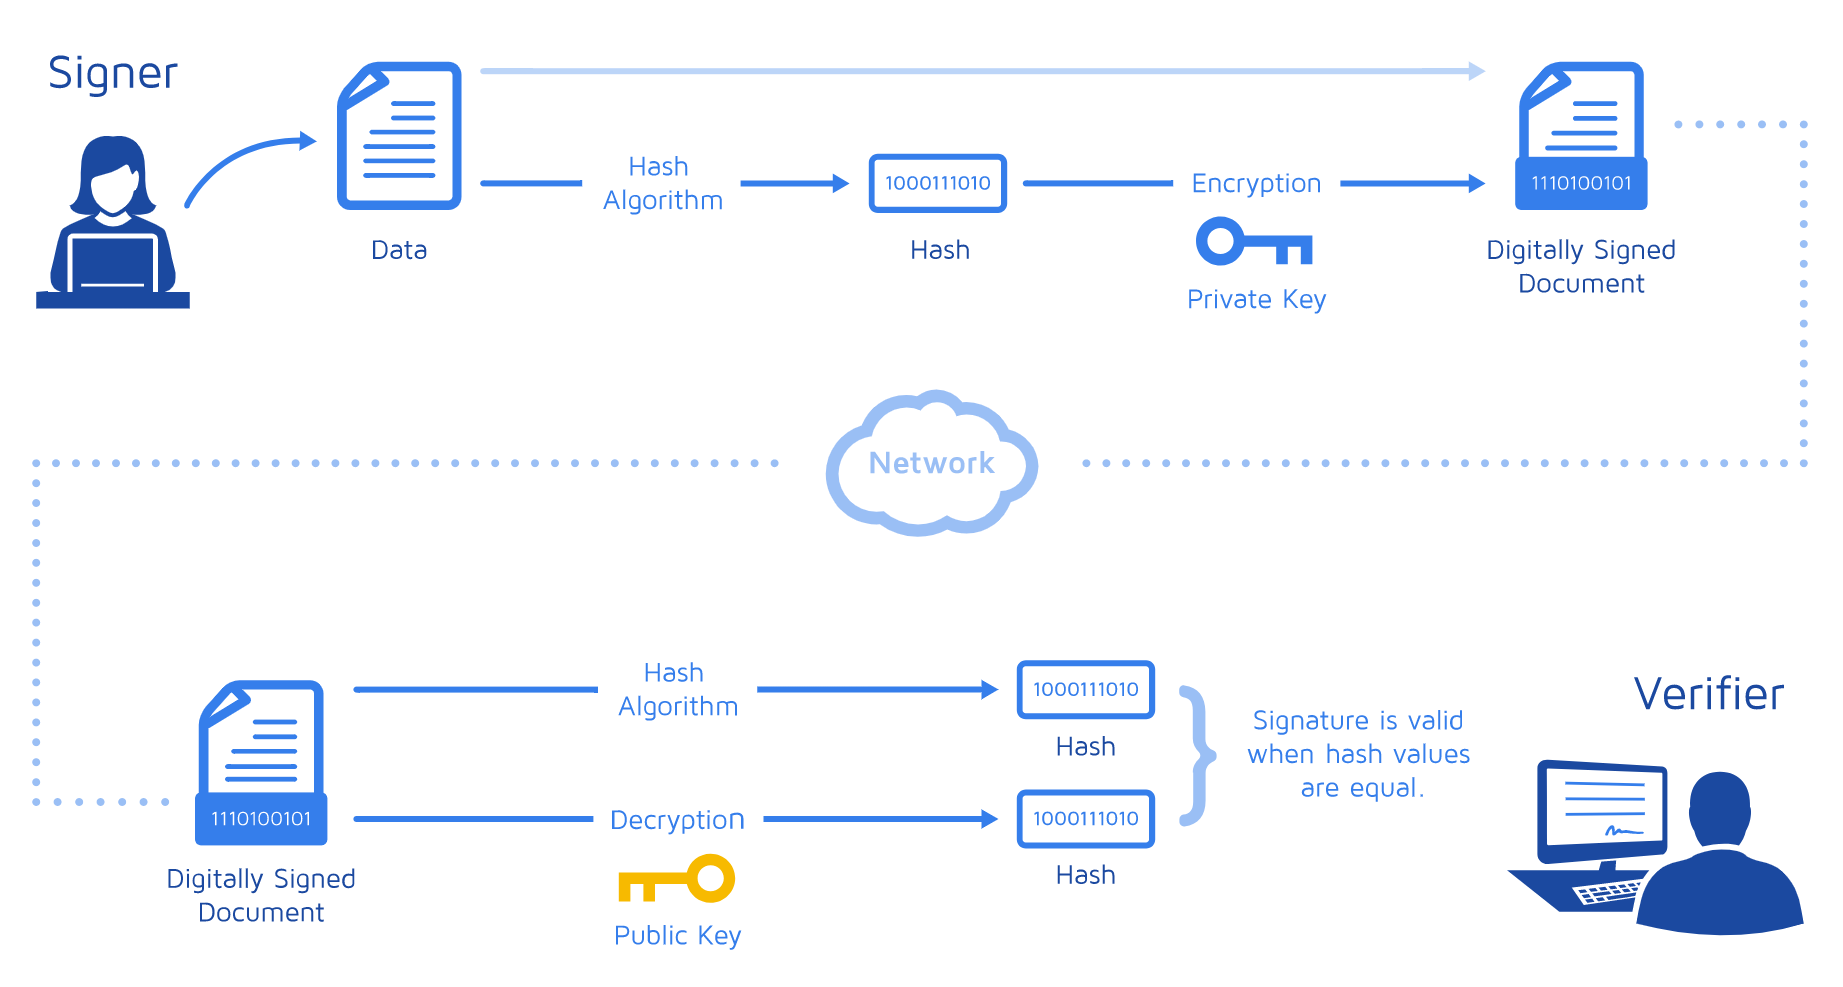 Signer
Hash
Algorithm
1000111010
Encryption
1110100101
Data
Hash
Private Key
Digitally Signed
Document
Network
Hash
Algorithm
1000111010
Hash
Signature is valid
when hash values
are equal.
Verifier
1110100101
Decryption
1000111010
Hash
Digitally Signed
Document
Public Key